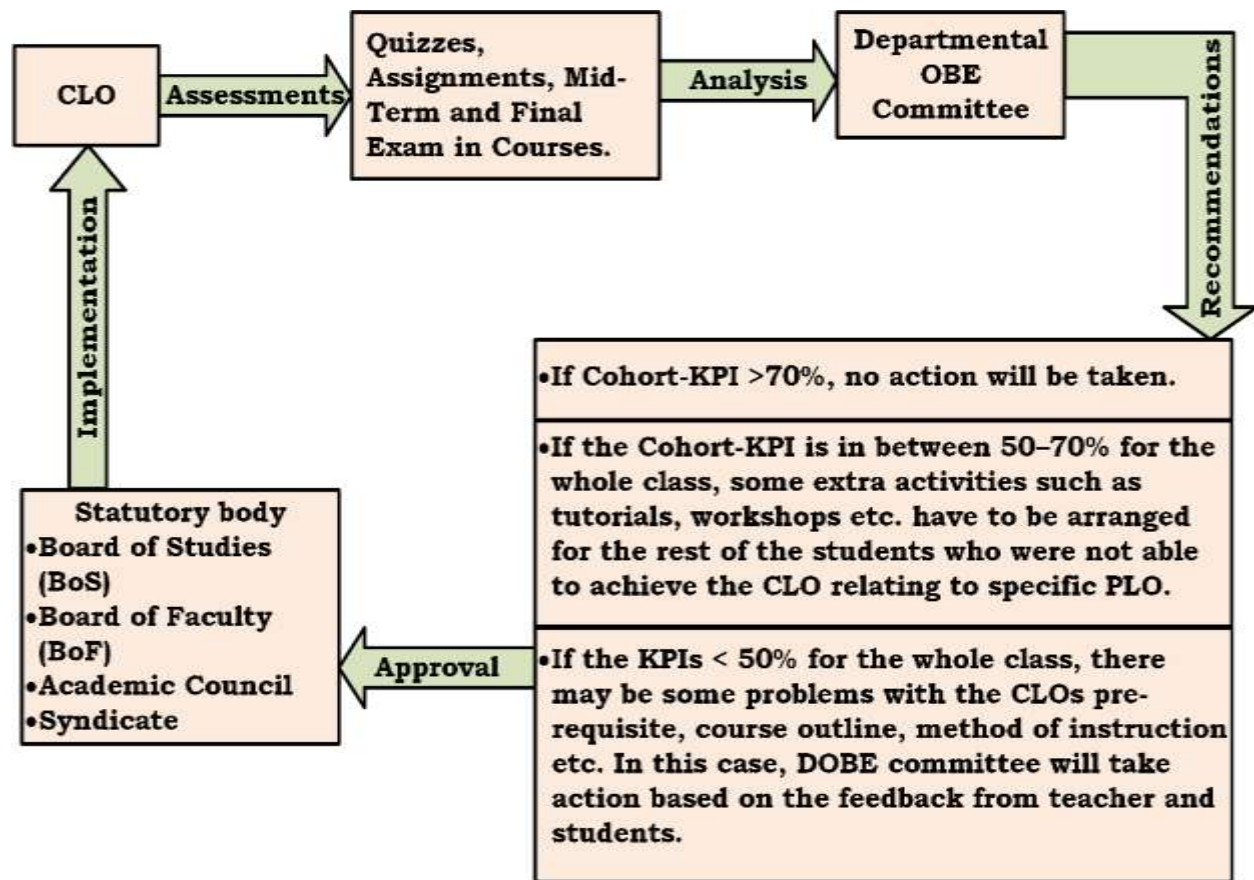 CLO
Assessments
Quizzes,
Assignments, Mid-
Term and Final
Exam in Courses.
Analysis
Departmental
OBE
Committee
Recommendations
•If Cohort-KPI >70%, no action will be taken.
•If the Cohort-KPI is in between 50–70% for the
whole class, some extra activities such as
tutorials, workshops etc. have to be arranged
for the rest of the students who were not able
to achieve the CLO relating to specific PLO.
•If the KPIs < 50% for the whole class, there
may be some problems with the CLOs pre-
requisite, course outline, method of instruction
etc. In this case, DOBE committee will take
action based on the feedback from teacher and
students.
Approval
Statutory body
•Board of Studies
(BoS)
•Board of Faculty
(BoF)
•Academic Council
•Syndicate
Implementation